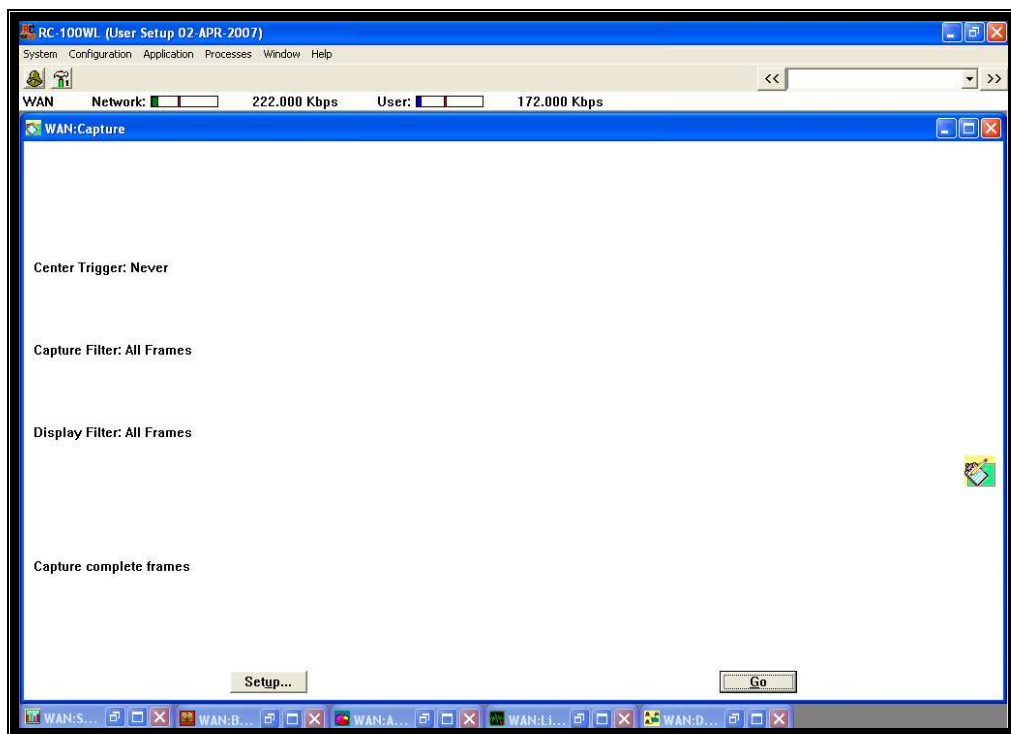 RC-100WL (User Setup 02-APR-2007)
System Configuration Application Processes Window Help
<< >>
WAN Network: 222.000 Kbps User: 172.000 Kbps
WAN:Capture
Center Trigger: Never
Capture Filter: All Frames
Display Filter: All Frames
Capture complete frames
Setup... Go
WAN:S... WAN:B... WAN:A... WAN:Li... WAN:D...